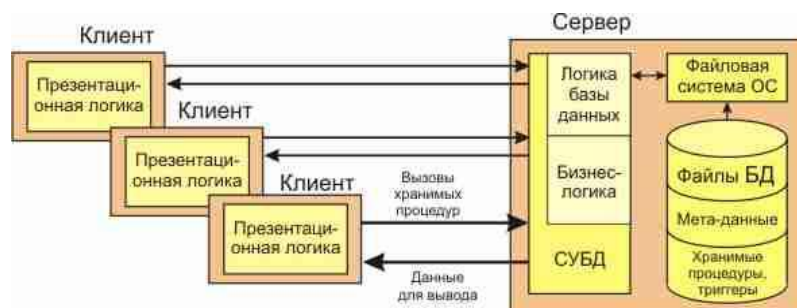 Клиент
Презентаци-
онная логика
Клиент
Презентаци-
онная логика
Клиент
Презентаци-
онная логика
Вызовы
хранимых
процедур
Данные
для вывода
Сервер
Логика
базы
данных
Бизнес-
логика
СУБД
Файловая
система ОС
Файлы БД
Мета-данные
Хранимые
процедуры,
триггеры